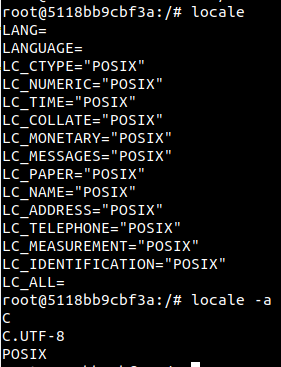 root@5118bb9cbf3a:/# locale
LANG=
LANGUAGE=
LC_CTYPE="POSIX"
LC_NUMERIC="POSIX"
LC_TIME="POSIX"
LC_COLLATE="POSIX"
LC_MONETARY="POSIX"
LC_MESSAGES="POSIX"
LC_PAPER="POSIX"
LC_NAME="POSIX"
LC_ADDRESS="POSIX"
LC_TELEPHONE="POSIX"
LC_MEASUREMENT="POSIX"
LC_IDENTIFICATION="POSIX"
LC_ALL=
root@5118bb9cbf3a:/# locale -a
C
C.UTF-8
POSIX